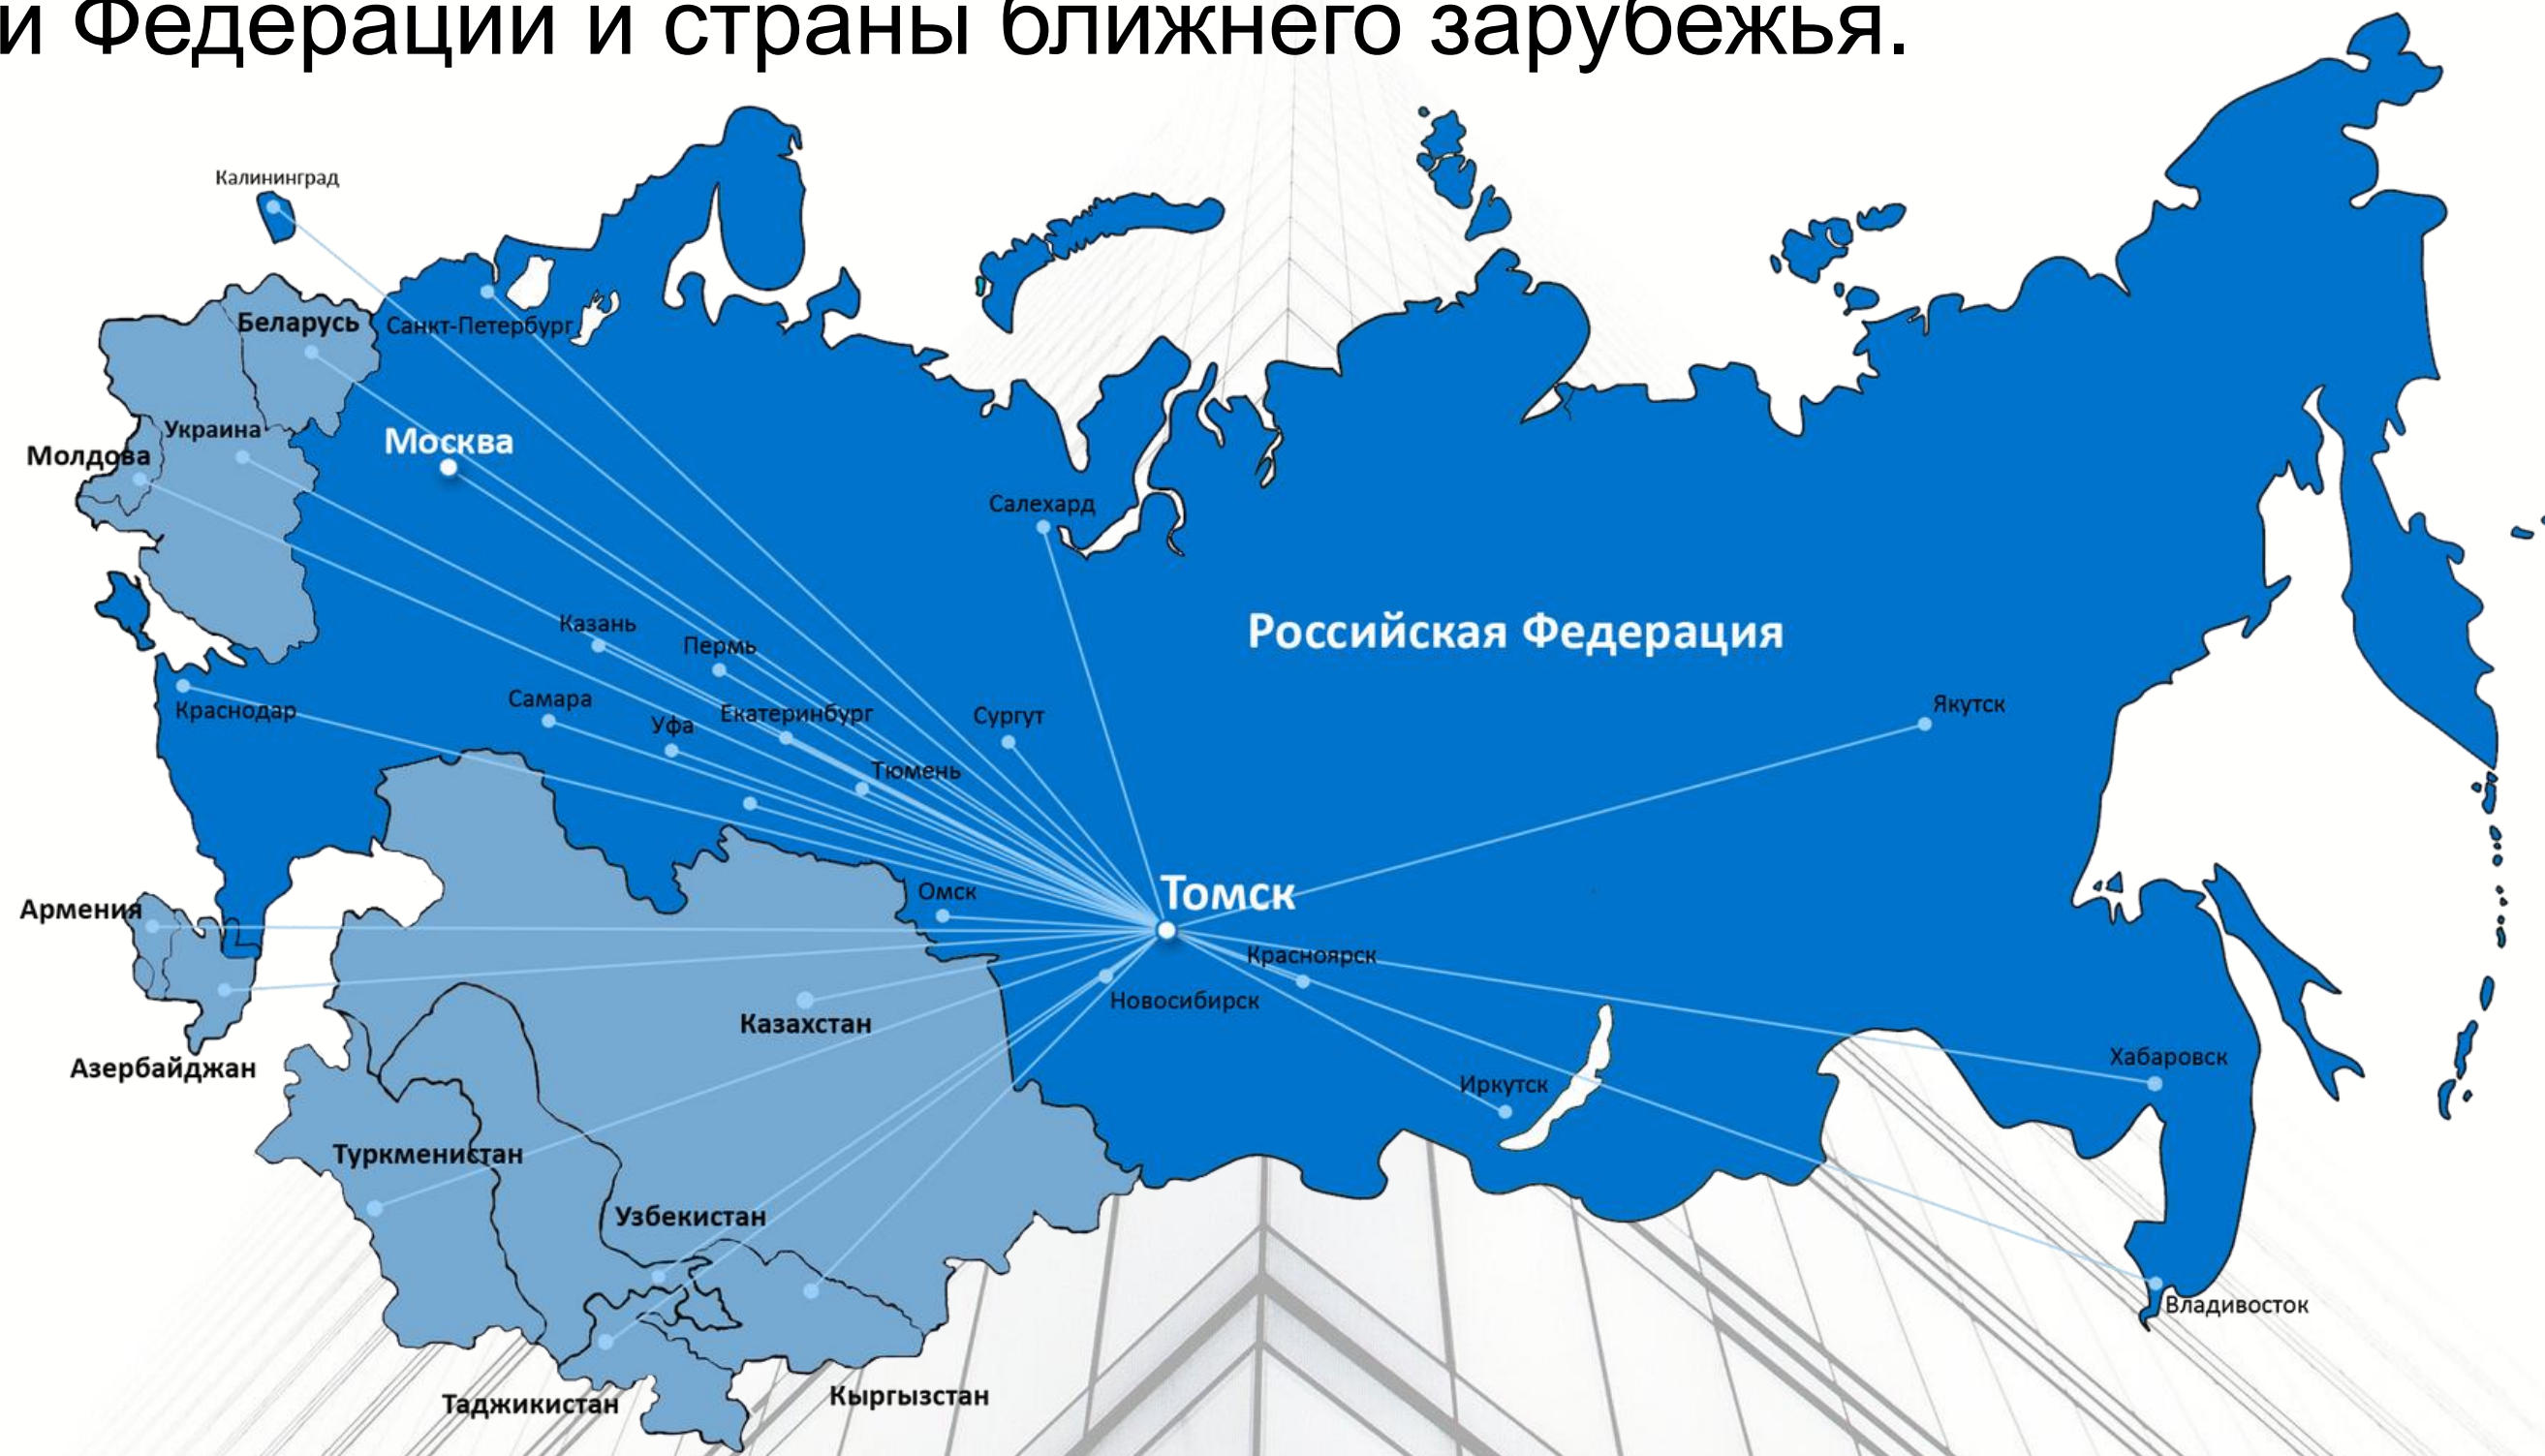 и Федерации и страны ближнего зарубежья.
Калининград
Беларусь
Санкт-Петербург
Украина
Москва
Молдова
Салехард
Казань
Российская Федерация
Пермь
Самара
Якутск
Краснодар
Екатеринбург
Сургут
Уфа
Тюмень
Омск
Томск
Армения
Красноярск
Новосибирск
Казахстан
Хабаровск
Азербайджан
Иркутск
Туркменистан
Узбекистан
Владивосток
Кыргызстан
Таджикистан